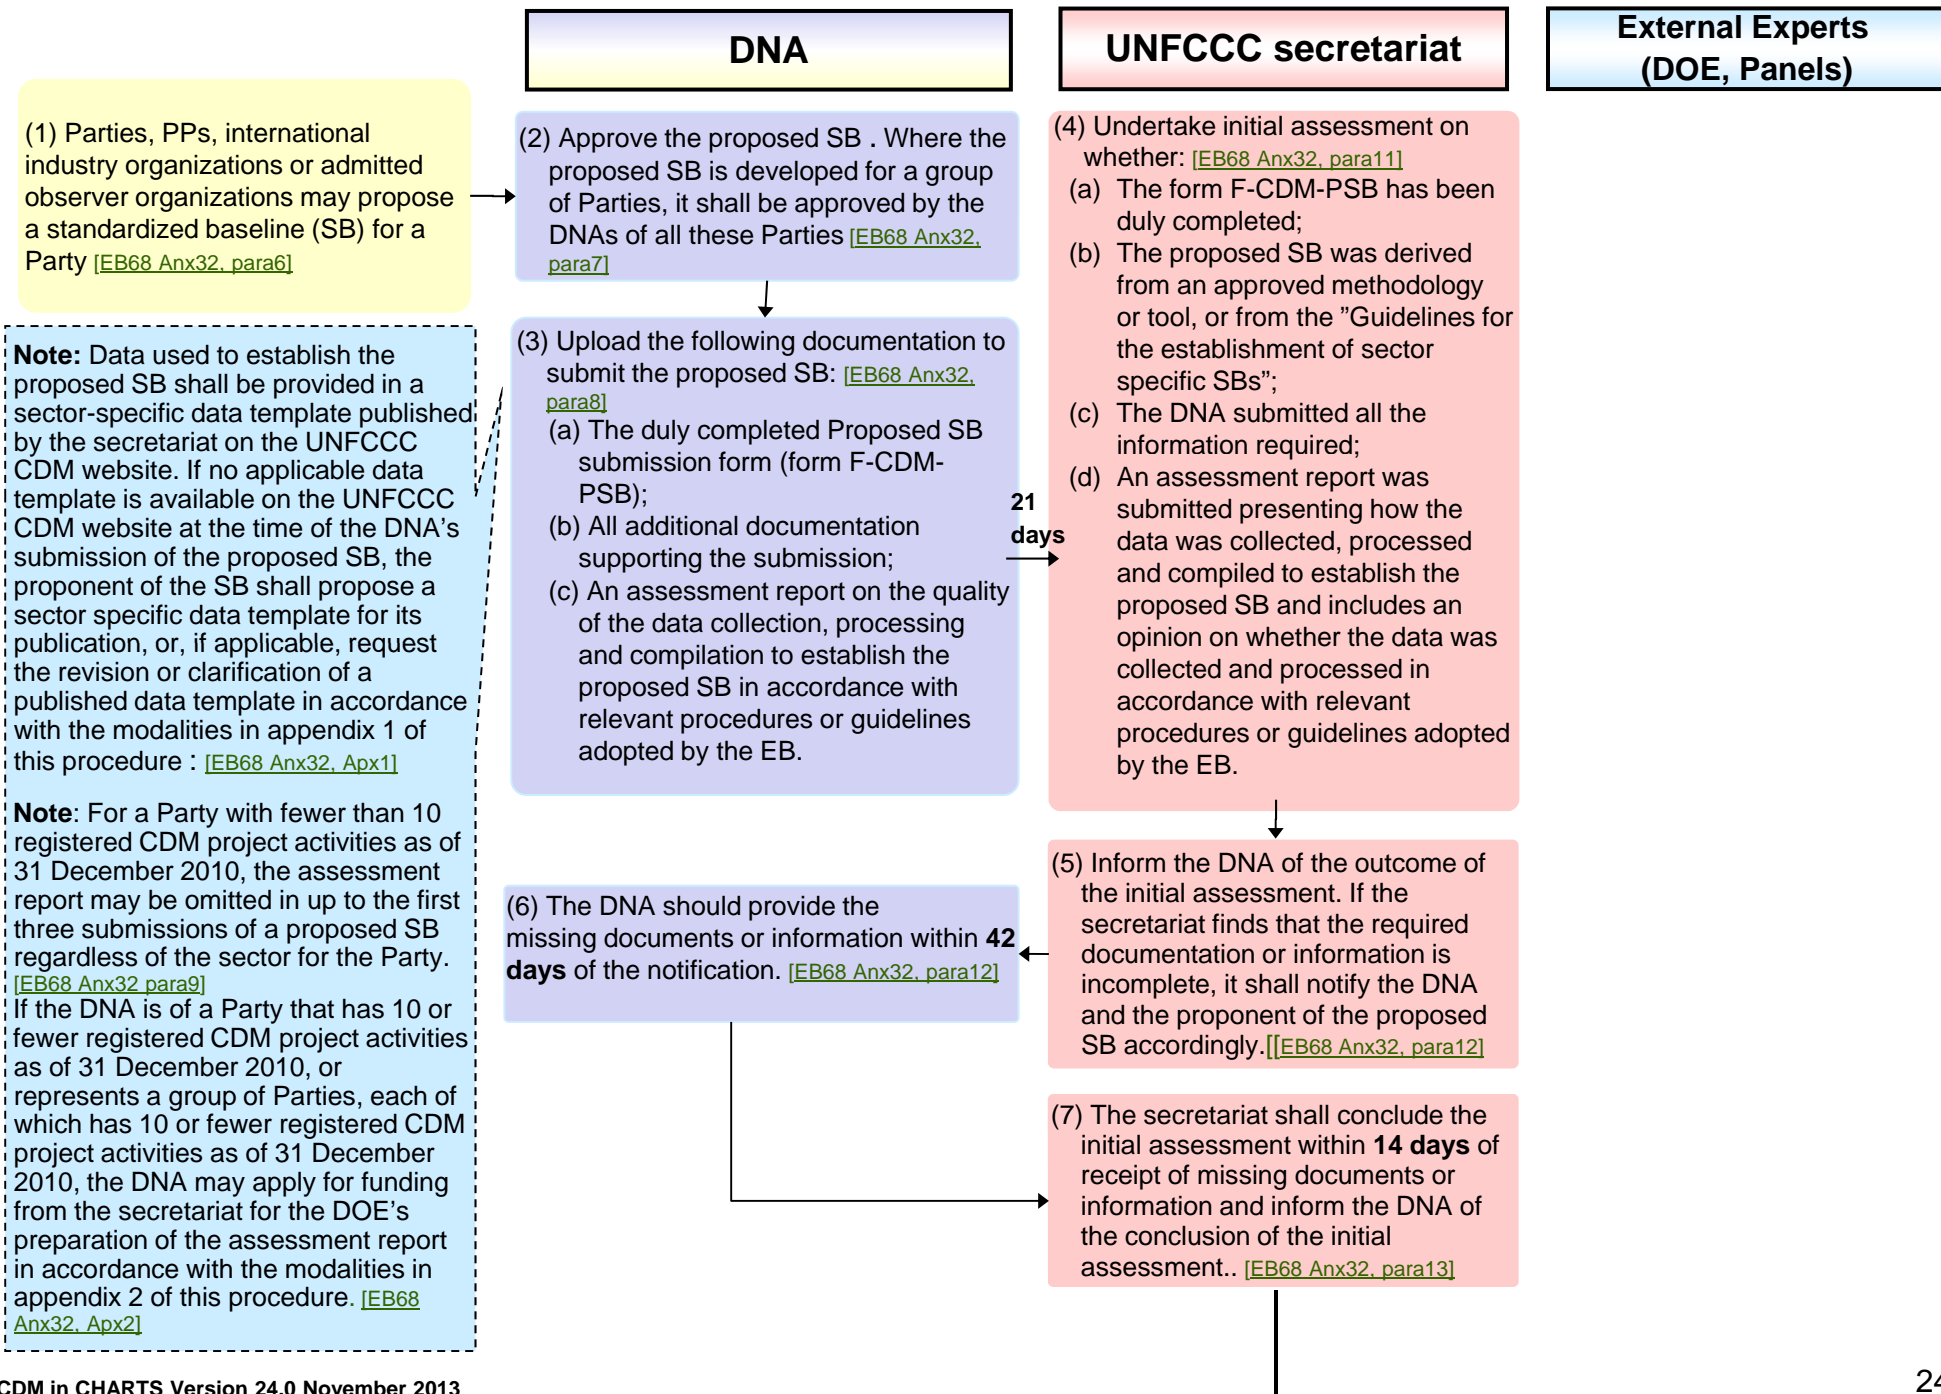 DNA
UNFCCC secretariat
External Experts
(DOE, Panels)
(1) Parties, PPs, international
industry organizations or admitted
observer organizations may propose
a standardized baseline (SB) for a
Party [EB68 Anx32, para6]
Note: Data used to establish the
proposed SB shall be provided in a
sector-specific data template published
by the secretariat on the UNFCCC
CDM website. If no applicable data
template is available on the UNFCCC
CDM website at the time of the DNA’s
submission of the proposed SB, the
proponent of the SB shall propose a
sector specific data template for its
publication, or, if applicable, request
the revision or clarification of a
published data template in accordance
with the modalities in appendix 1 of
this procedure : [EB68 Anx32, Apx1]
Note: For a Party with fewer than 10
registered CDM project activities as of
31 December 2010, the assessment
report may be omitted in up to the first
three submissions of a proposed SB
regardless of the sector for the Party.
[EB68 Anx32 para9]
If the DNA is of a Party that has 10 or
fewer registered CDM project activities
as of 31 December 2010, or
represents a group of Parties, each of
which has 10 or fewer registered CDM
project activities as of 31 December
2010, the DNA may apply for funding
from the secretariat for the DOE’s
preparation of the assessment report
in accordance with the modalities in
appendix 2 of this procedure. [EB68
Anx32, Apx2]
(2) Approve the proposed SB . Where the
proposed SB is developed for a group
of Parties, it shall be approved by the
DNAs of all these Parties [EB68 Anx32,
para7]
(3) Upload the following documentation to
submit the proposed SB: [EB68 Anx32,
para8]
(a) The duly completed Proposed SB
submission form (form F-CDM-
PSB);
(b) All additional documentation
supporting the submission;
(c) An assessment report on the quality
of the data collection, processing
and compilation to establish the
proposed SB in accordance with
relevant procedures or guidelines
adopted by the EB.
21
days
(4) Undertake initial assessment on
whether: [EB68 Anx32, para11]
(a) The form F-CDM-PSB has been
duly completed;
(b) The proposed SB was derived
from an approved methodology
or tool, or from the ”Guidelines for
the establishment of sector
specific SBs”;
(c) The DNA submitted all the
information required;
(d) An assessment report was
submitted presenting how the
data was collected, processed
and compiled to establish the
proposed SB and includes an
opinion on whether the data was
collected and processed in
accordance with relevant
procedures or guidelines adopted
by the EB.
(5) Inform the DNA of the outcome of
the initial assessment. If the
secretariat finds that the required
documentation or information is
incomplete, it shall notify the DNA
and the proponent of the proposed
SB accordingly.[[EB68 Anx32, para12]
(6) The DNA should provide the
missing documents or information within 42
days of the notification. [EB68 Anx32, para12]
(7) The secretariat shall conclude the
initial assessment within 14 days of
receipt of missing documents or
information and inform the DNA of
the conclusion of the initial
assessment.. [EB68 Anx32, para13]
CDM in CHARTS Version 24.0 November 2013